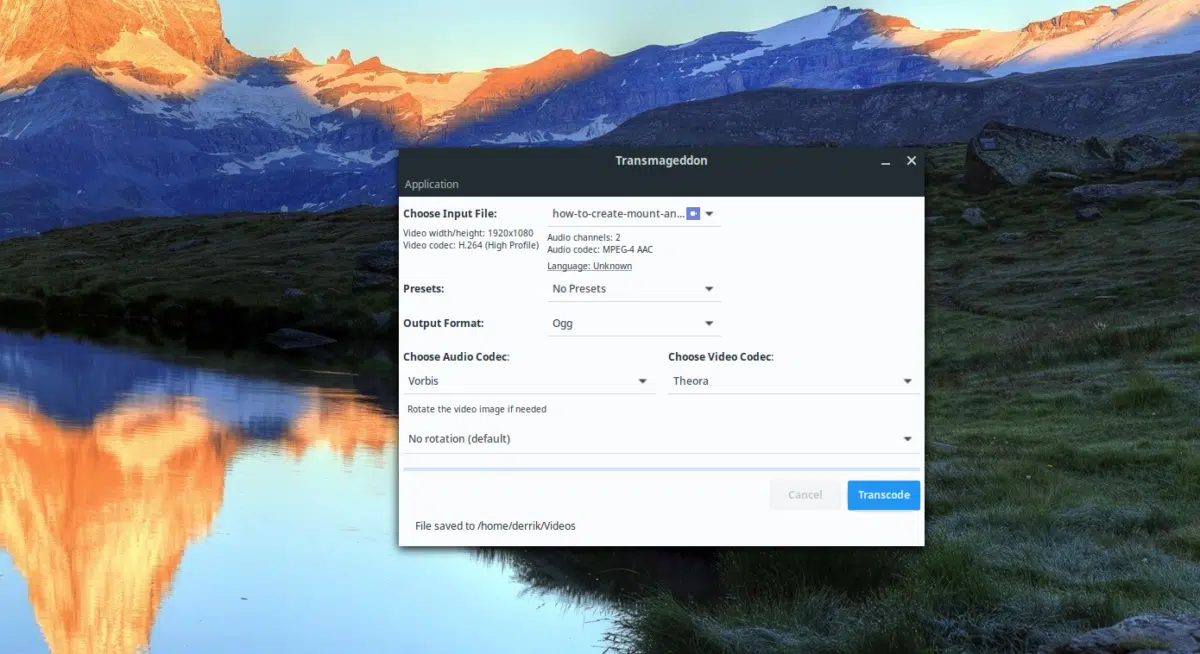 Transmageddon
Application
Choose Input File:
how-to-create-mount-an...
Video width/height: 1920x1080
Video codec: H.264 (High Profile)
Audio channels: 2
Audio codec: MPEG-4 AAC
Language: Unknown
Presets:
No Presets
Output Format:
Ogg
Choose Audio Codec:
Choose Video Codec:
Vorbis
Theora
Rotate the video image if needed
No rotation (default)
Cancel
Transcode
File saved to /home/derrik/Videos